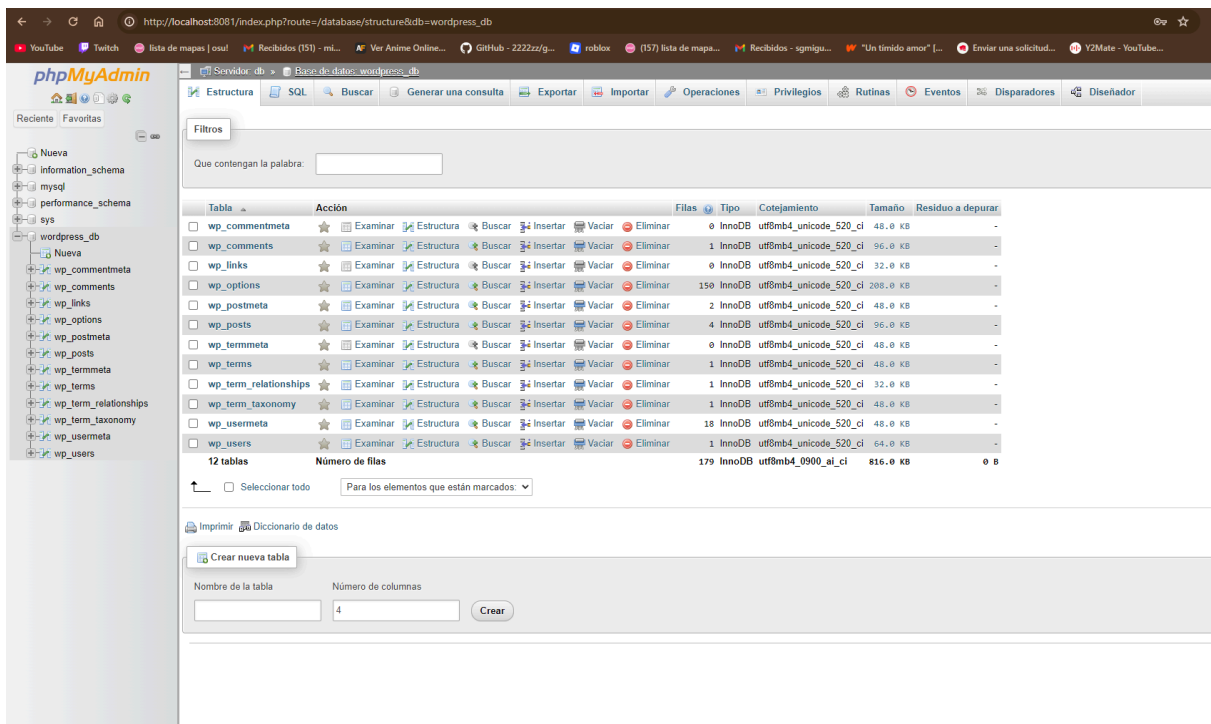 http://localhost:8081/index.php?route=/database/structure&db=wordpress_db
YouTube Twitch lista de mapas | osu! Recibidos (151) - mi... Ver Anime Online... GitHub - 2222zz/g... roblox (157) lista de mapa... Recibidos - sgmigu... "Un tímido amor" [... Enviar una solicitud... Y2Mate - YouTube...
phpMyAdmin
Reciente Favoritas
Nueva
information_schema
mysql
performance_schema
sys
wordpress_db
Nueva
wp_commentmeta
wp_comments
wp_links
wp_options
wp_postmeta
wp_posts
wp_termmeta
wp_terms
wp_term_relationships
wp_term_taxonomy
wp_usermeta
wp_users
Servidor: db » Base de datos: wordpress_db
Estructura SQL Buscar Generar una consulta Exportar Importar Operaciones Privilegios Rutinas Eventos Disparadores Diseñador
Filtros
Que contengan la palabra:
Tabla Acción Filas Tipo Cotejamiento Tamaño Residuo a depurar
wp_commentmeta Examinar Estructura Buscar Insertar Vaciar Eliminar 0 InnoDB utf8mb4_unicode_520_ci 48.0 KB -
wp_comments Examinar Estructura Buscar Insertar Vaciar Eliminar 1 InnoDB utf8mb4_unicode_520_ci 96.0 KB -
wp_links Examinar Estructura Buscar Insertar Vaciar Eliminar 0 InnoDB utf8mb4_unicode_520_ci 32.0 KB -
wp_options Examinar Estructura Buscar Insertar Vaciar Eliminar 150 InnoDB utf8mb4_unicode_520_ci 208.0 KB -
wp_postmeta Examinar Estructura Buscar Insertar Vaciar Eliminar 2 InnoDB utf8mb4_unicode_520_ci 48.0 KB -
wp_posts Examinar Estructura Buscar Insertar Vaciar Eliminar 4 InnoDB utf8mb4_unicode_520_ci 96.0 KB -
wp_termmeta Examinar Estructura Buscar Insertar Vaciar Eliminar 0 InnoDB utf8mb4_unicode_520_ci 48.0 KB -
wp_terms Examinar Estructura Buscar Insertar Vaciar Eliminar 1 InnoDB utf8mb4_unicode_520_ci 48.0 KB -
wp_term_relationships Examinar Estructura Buscar Insertar Vaciar Eliminar 1 InnoDB utf8mb4_unicode_520_ci 32.0 KB -
wp_term_taxonomy Examinar Estructura Buscar Insertar Vaciar Eliminar 1 InnoDB utf8mb4_unicode_520_ci 48.0 KB -
wp_usermeta Examinar Estructura Buscar Insertar Vaciar Eliminar 18 InnoDB utf8mb4_unicode_520_ci 48.0 KB -
wp_users Examinar Estructura Buscar Insertar Vaciar Eliminar 1 InnoDB utf8mb4_unicode_520_ci 64.0 KB -
12 tablas Número de filas 179 InnoDB utf8mb4_0900_ai_ci 816.0 KB 0 B
Seleccionar todo Para los elementos que están marcados:
Imprimir Diccionario de datos
Crear nueva tabla
Nombre de la tabla Número de columnas
4 Crear